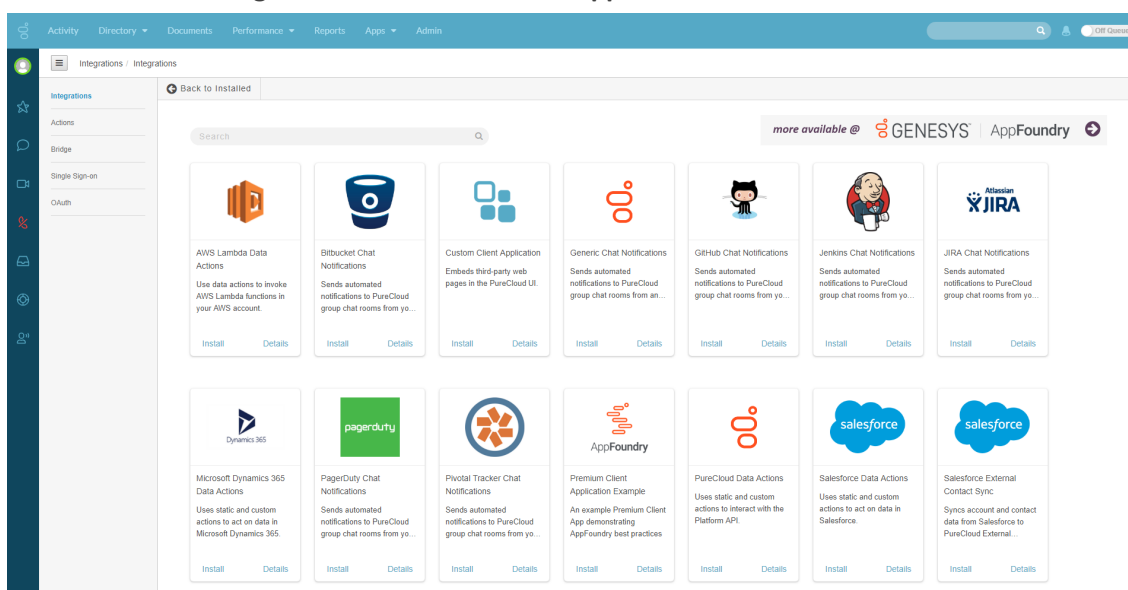 Activity Directory Documents Performance Reports Apps Admin Off Queue
Integrations / Integrations
Integrations
Actions
Bridge
Single Sign-on
OAuth
Back to Installed
Search
more available @ GENESYS AppFoundry
AWS Lambda Data
Actions
Use data actions to invoke
AWS Lambda functions in
your AWS account.
Install Details
Bitbucket Chat
Notifications
Sends automated
notifications to PureCloud
group chat rooms from yo...
Install Details
Custom Client Application
Embeds third-party web
pages in the PureCloud UI.
Install Details
Generic Chat Notifications
Sends automated
notifications to PureCloud
group chat rooms from an...
Install Details
GitHub Chat Notifications
Sends automated
notifications to PureCloud
group chat rooms from yo...
Install Details
Jenkins Chat Notifications
Sends automated
notifications to PureCloud
group chat rooms from yo...
Install Details
Atlassian
JIRA
JIRA Chat Notifications
Sends automated
notifications to PureCloud
group chat rooms from yo...
Install Details
Dynamics 365
Microsoft Dynamics 365
Data Actions
Uses static and custom
actions to act on data in
Microsoft Dynamics 365.
Install Details
pagerduty
PagerDuty Chat
Notifications
Sends automated
notifications to PureCloud
group chat rooms from yo...
Install Details
Pivotal Tracker Chat
Notifications
Sends automated
notifications to PureCloud
group chat rooms from yo...
Install Details
AppFoundry
Premium Client
Application Example
An example Premium Client
App demonstrating
AppFoundry best practices
Install Details
PureCloud Data Actions
Uses static and custom
actions to interact with the
Platform API.
Install Details
salesforce
Salesforce Data Actions
Uses static and custom
actions to act on data in
Salesforce.
Install Details
salesforce
Salesforce External
Contact Sync
Syncs account and contact
data from Salesforce to
PureCloud External...
Install Details